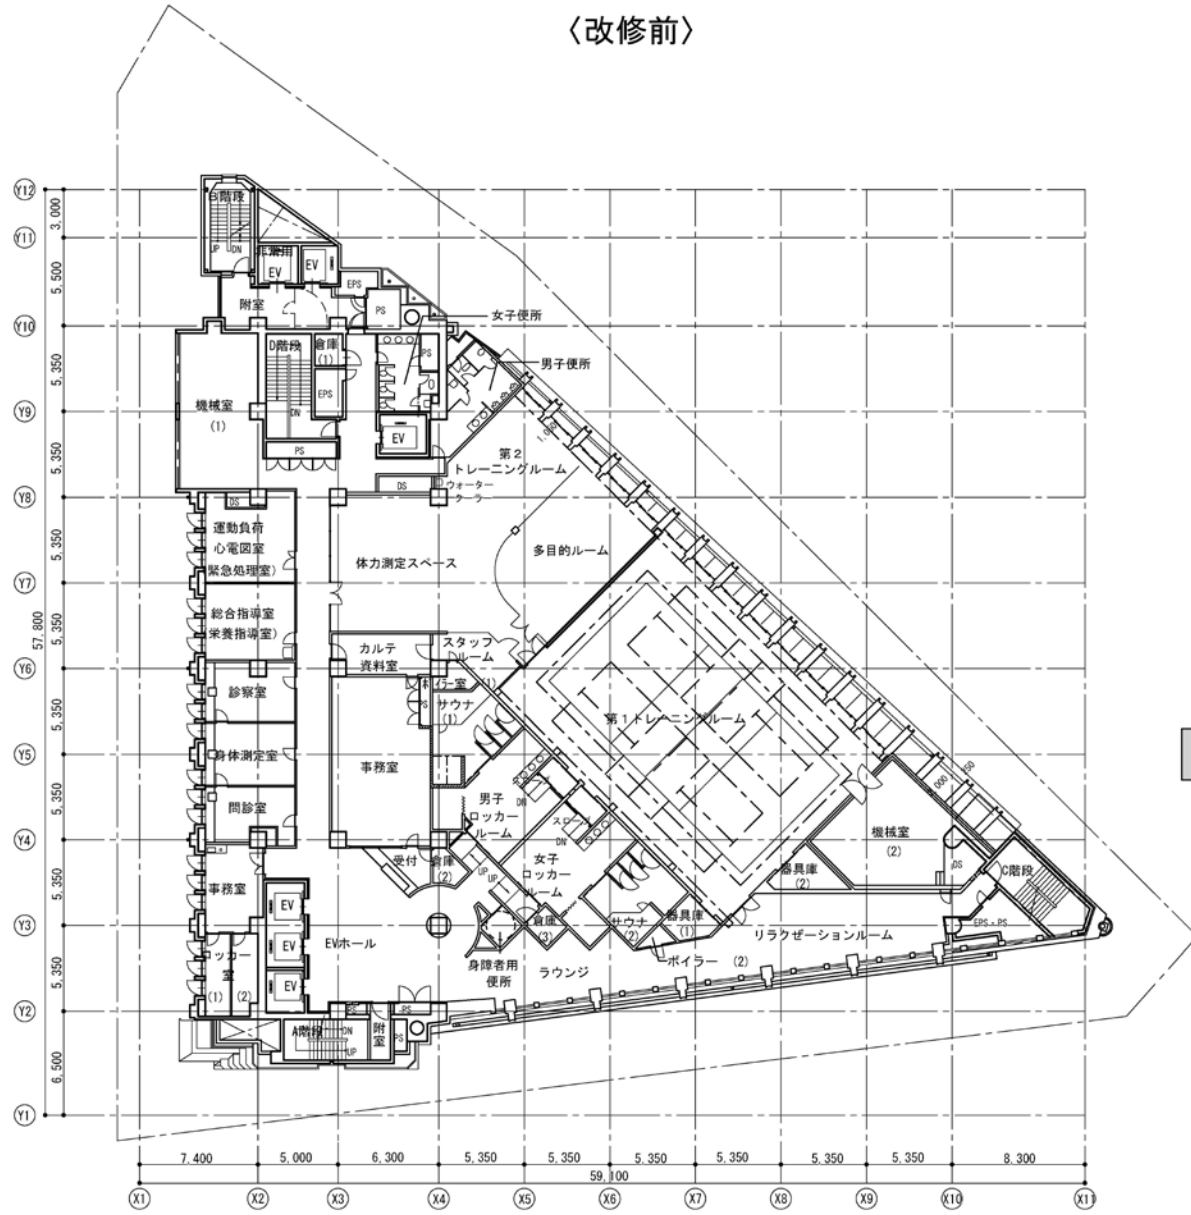 〈改修前〉
Y12
3,000
B階段
Y11
UP
DN
非常用
EV
EV
5,500
EPS
附室
PS
Y10
女子便所
D階段
倉庫
(1)
PS
男子便所
5,350
EPS
機械室
(1)
DN
Y9
EV
1,050
PS
第2
トレーニングルーム
5,350
DS
ウォーター
クーラ
Y8
DS
運動負荷
心電図室
緊急処理室)
体力測定スペース
多目的ルーム
5,350
Y7
57,800
総合指導室
栄養指導室)
5,350
カルテ
資料室
スタッフ
ルーム
Y6
診察室
ボイラー室
(1)
PS
サウナ
(1)
第1トレーニングルーム
5,350
Y5
身体測定室
事務室
5,350
問診室
男子
ロッカー
ルーム
DN
スロープ
DN
Y4
機械室
(2)
受付
倉庫
(2)
女子
ロッカー
ルーム
UP
UP
器具庫
(2)
DS
C階段
5,350
事務室
EV
Y3
EVホール
倉庫
(3)
サウナ
(2)
器具庫
(1)
EPS・PS
リラクゼーションルーム
EV
ロッカー
室
(1)
(2)
身障者用
便所
ラウンジ
ボイラー
(2)
5,350
EV
Y2
PS
PS
A階段
DN
UP
附
室
PS
6,500
Y1
7,400
5,000
6,300
5,350
5,350
5,350
5,350
5,350
5,350
8,300
59,100
X1
X2
X3
X4
X5
X6
X7
X8
X9
X10
X11